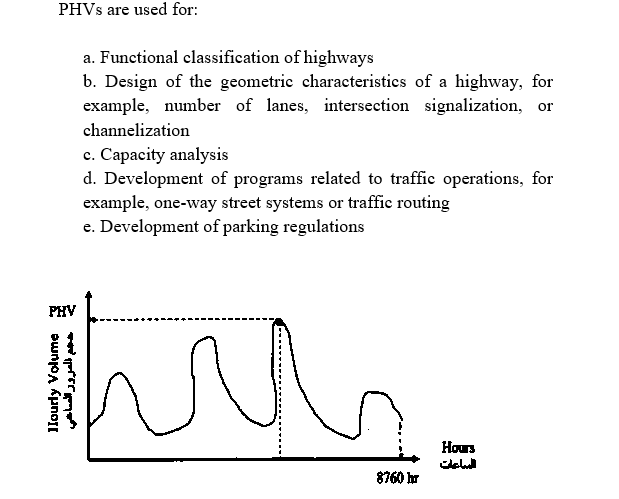 PHVs are used for:
a. Functional classification of highways
b. Design of the geometric characteristics of a highway, for
example, number of lanes, intersection signalization, or
channelization
c. Capacity analysis
d. Development of programs related to traffic operations, for
example, one-way street systems or traffic routing
e. Development of parking regulations
PHV
Hourly Volume
حجم المرور الساعي
Hours
الساعات
8760 hr